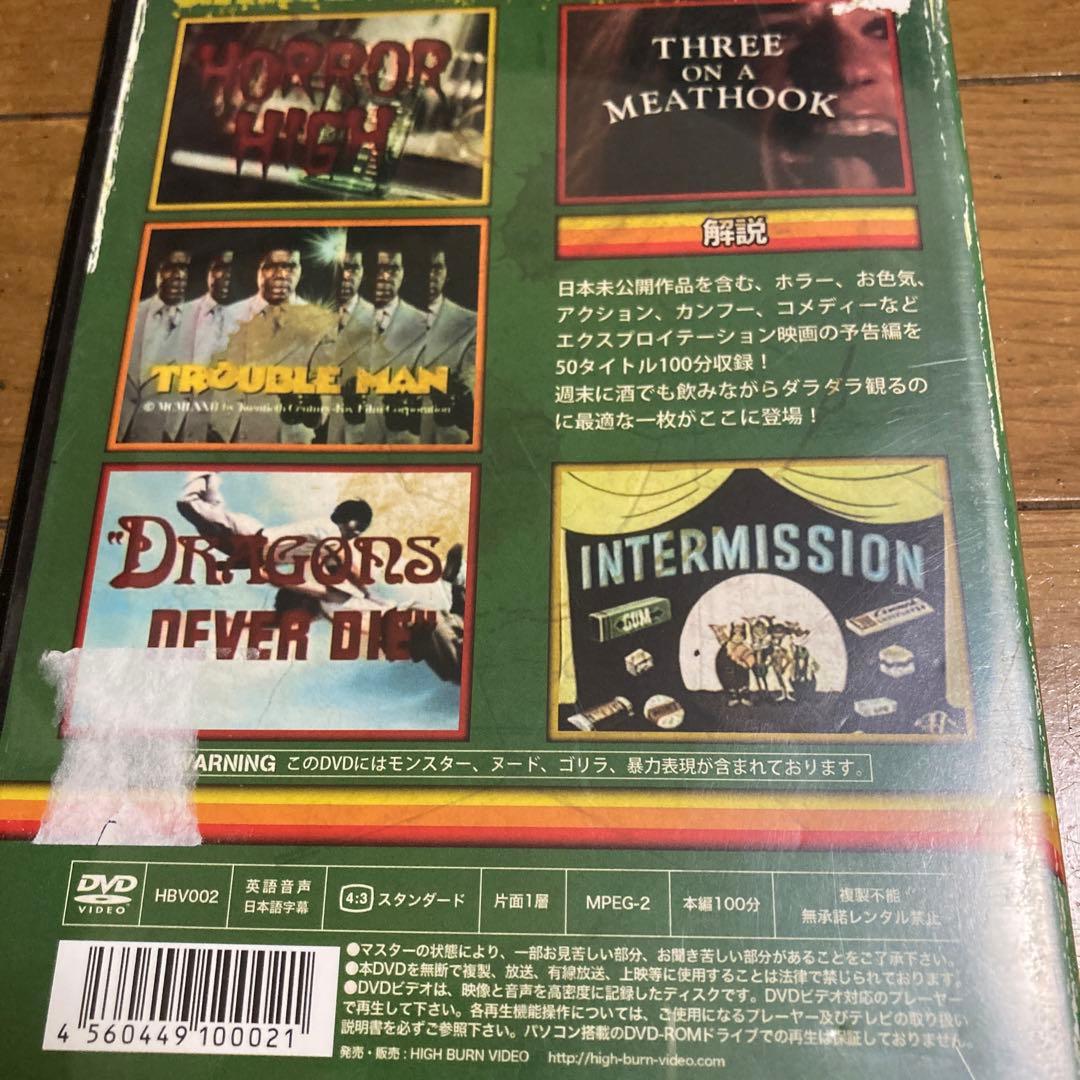 HORROR
HIGH
THREE
ON A
MEATHOOK
解説
日本未公開作品を含む、ホラー、お色気、
アクション、カンフー、コメディーなど
エクスプロイテーション映画の予告編を
50タイトル100分収録！
週末に酒でも飲みながらダラダラ観るの
に最適な一枚がここに登場！
TROUBLE MAN
© MCMLXXII by Twentieth Century-Fox Film Corporation
"DRAGONS
NEVER DIE"
INTERMISSION
GUM
WARNING このDVDにはモンスター、ヌード、ゴリラ、暴力表現が含まれております。
DVD
VIDEO
HBV002
英語音声
日本語字幕
4:3 スタンダード
片面1層
MPEG-2
本編100分
複製不能
無承諾レンタル禁止
●マスターの状態により、一部お見苦しい部分、お聞き苦しい部分があることをご了承下さい。
●本DVDを無断で複製、放送、有線放送、上映等に使用することは法律で禁じられております。
●DVDビデオは、映像と音声を高密度に記録したディスクです。DVDビデオ対応のプレーヤー
で再生して下さい。各再生機能操作については、ご使用になるプレーヤー及びテレビの取り扱い
説明書を必ずご参照下さい。パソコン搭載のDVD-ROMドライブでの再生は保証しておりません。
発売・販売：HIGH BURN VIDEO http://high-burn-video.com
4 560449 100021